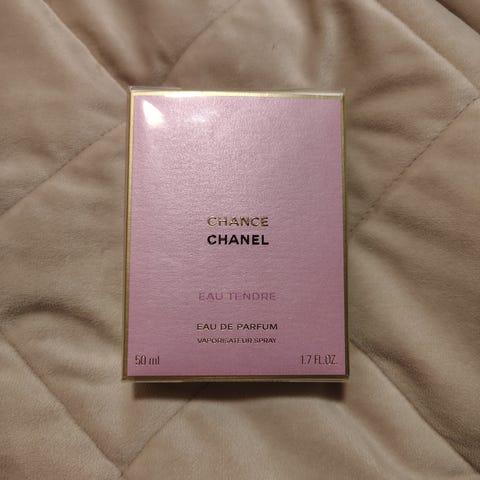 CHANCE
CHANEL
EAU TENDRE
EAU DE PARFUM
VAPORISATEUR SPRAY
50 ml 1.7 FL.OZ.